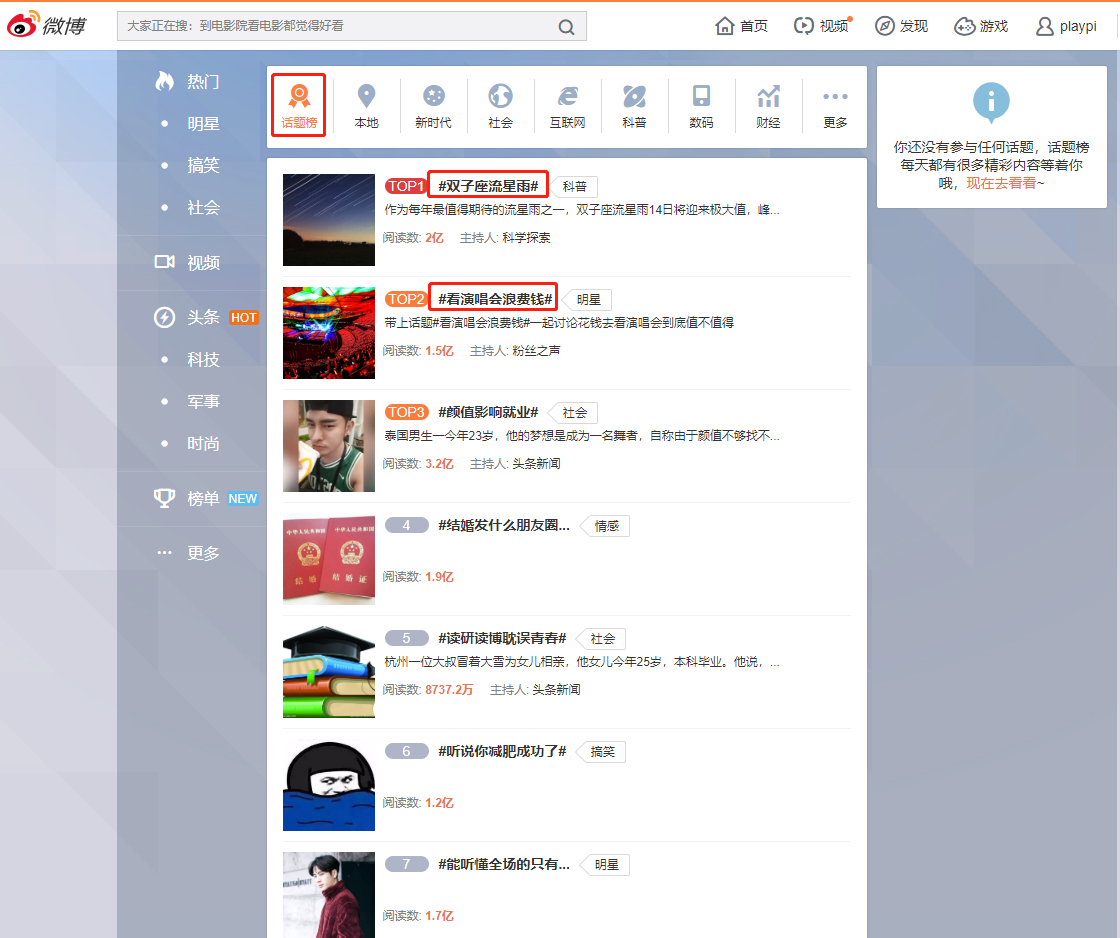 微博
大家正在搜：到电影院看电影都觉得好看
首页
视频
发现
游戏
playpi
热门
明星
搞笑
社会
视频
头条 HOT
科技
军事
时尚
榜单 NEW
更多
话题榜
本地
新时代
社会
互联网
科普
数码
财经
更多
TOP1 #双子座流星雨# 科普
作为每年最值得期待的流星雨之一，双子座流星雨14日将迎来极大值，峰...
阅读数: 2亿 主持人: 科学探索
TOP2 #看演唱会浪费钱# 明星
带上话题#看演唱会浪费钱#一起讨论花钱去看演唱会到底值不值得
阅读数: 1.5亿 主持人: 粉丝之声
TOP3 #颜值影响就业# 社会
泰国男生一今年23岁，他的梦想是成为一名舞者，自称由于颜值不够找不...
阅读数: 3.2亿 主持人: 头条新闻
中华人民共和国
结婚
中华人民共和国
结婚证
4 #结婚发什么朋友圈... 情感
阅读数: 1.9亿
5 #读研读博耽误青春# 社会
杭州一位大叔冒着大雪为女儿相亲，他女儿今年25岁，本科毕业。他说，...
阅读数: 8737.2万 主持人: 头条新闻
6 #听说你减肥成功了# 搞笑
阅读数: 1.2亿
7 #能听懂全场的只有... 明星
阅读数: 1.7亿
你还没有参与任何话题，话题榜
每天都有很多精彩内容等着你
哦，现在去看看~